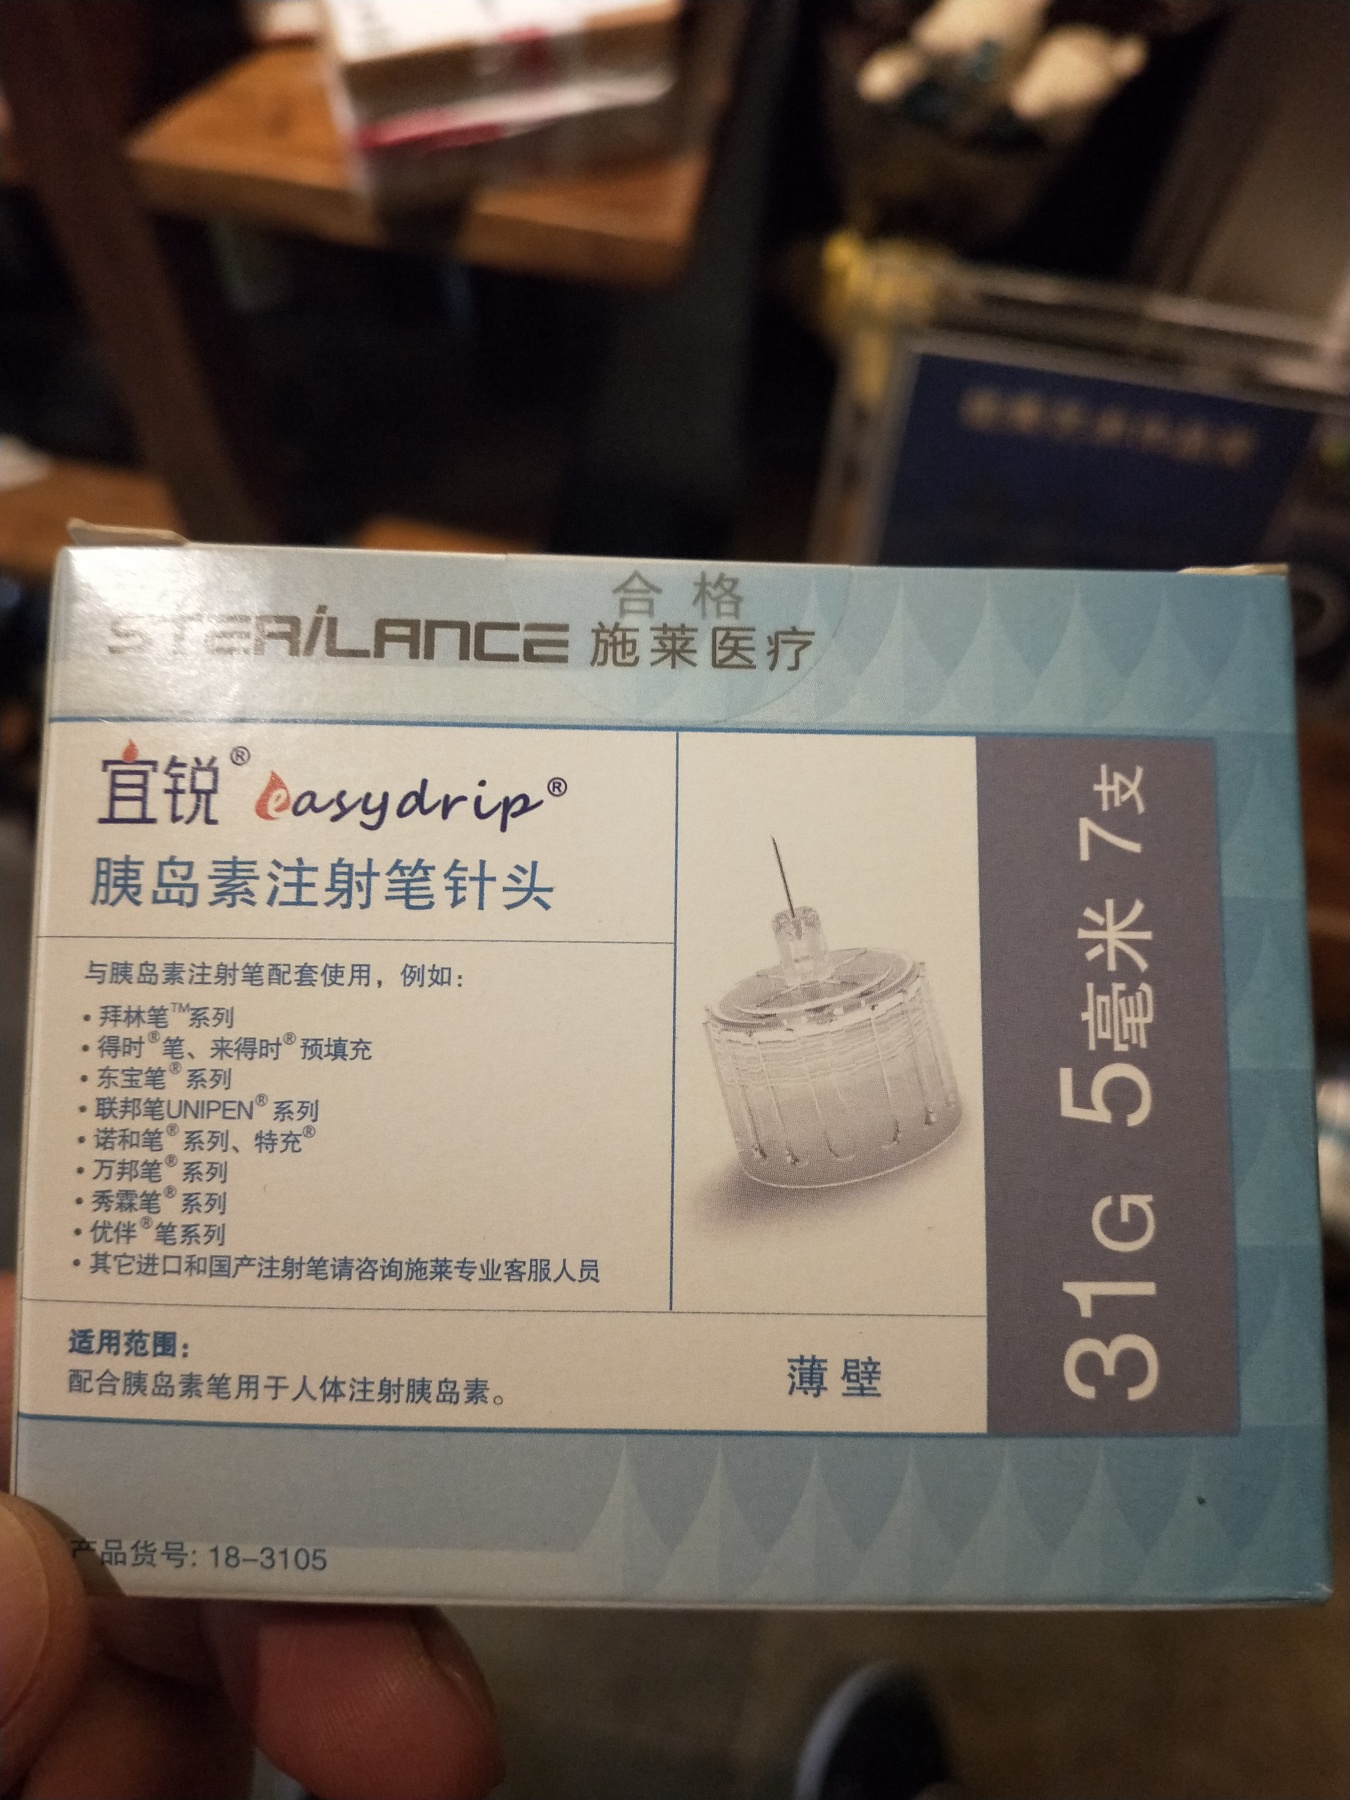 合格
STERiLANCE 施莱医疗
宜锐® easydrip®
胰岛素注射笔针头
与胰岛素注射笔配套使用，例如：
• 拜林笔™系列
• 得时®笔、来得时®预填充
• 东宝笔®系列
• 联邦笔UNIPEN®系列
• 诺和笔®系列、特充®
• 万邦笔®系列
• 秀霖笔®系列
• 优伴®笔系列
• 其它进口和国产注射笔请咨询施莱专业客服人员
适用范围：
配合胰岛素笔用于人体注射胰岛素。
薄壁
31G 5毫米 7支
产品货号: 18-3105